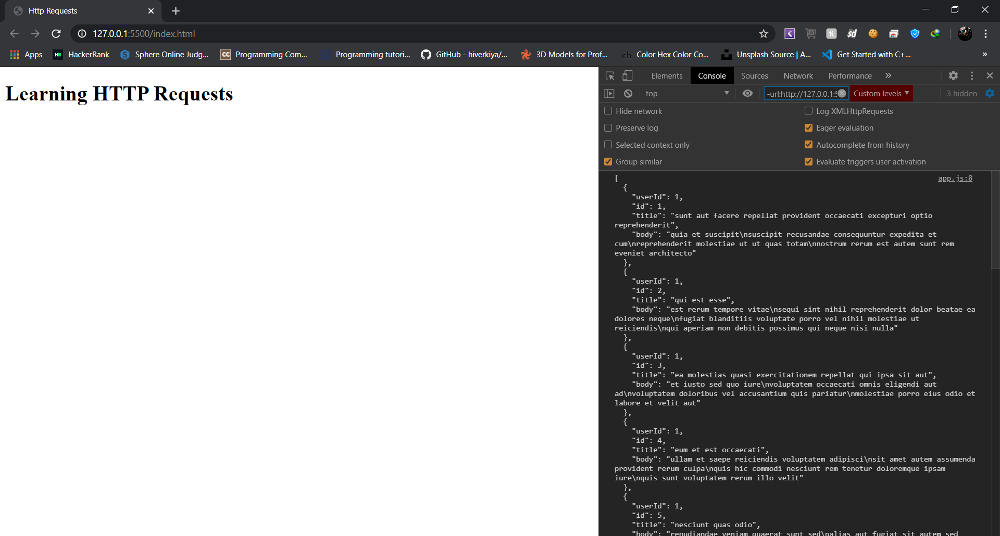 Http Requests
127.0.0.1:5500/index.html
Apps HackerRank Sphere Online Judg... Programming Com... Programming tutori... GitHub - hiverkiya/... 3D Models for Prof... Color Hex Color Co... Unsplash Source | A... Get Started with C+... »
Learning HTTP Requests
Elements Console Sources Network Performance »
top -url:http://127.0.0.1:5 Custom levels 3 hidden
Hide network Log XMLHttpRequests
Preserve log Eager evaluation
Selected context only Autocomplete from history
Group similar Evaluate triggers user activation
[ app.js:8
{
"userId": 1,
"id": 1,
"title": "sunt aut facere repellat provident occaecati excepturi optio
reprehenderit",
"body": "quia et suscipit\nsuscipit recusandae consequuntur expedita et
cum\nreprehenderit molestiae ut ut quas totam\nnostrum rerum est autem sunt rem
eveniet architecto"
},
{
"userId": 1,
"id": 2,
"title": "qui est esse",
"body": "est rerum tempore vitae\nsequi sint nihil reprehenderit dolor beatae ea
dolores neque\nfugiat blanditiis voluptate porro vel nihil molestiae ut
reiciendis\nqui aperiam non debitis possimus qui neque nisi nulla"
},
{
"userId": 1,
"id": 3,
"title": "ea molestias quasi exercitationem repellat qui ipsa sit aut",
"body": "et iusto sed quo iure\nvoluptatem occaecati omnis eligendi aut
ad\nvoluptatem doloribus vel accusantium quis pariatur\nmolestiae porro eius odio et
labore et velit aut"
},
{
"userId": 1,
"id": 4,
"title": "eum et est occaecati",
"body": "ullam et saepe reiciendis voluptatem adipisci\nsit amet autem assumenda
provident rerum culpa\nquis hic commodi nesciunt rem tenetur doloremque ipsam
iure\nquis sunt voluptatem rerum illo velit"
},
{
"userId": 1,
"id": 5,
"title": "nesciunt quas odio",
"body": "repudiandae veniam quaerat sunt sed\nalias aut fugiat sit autem sed